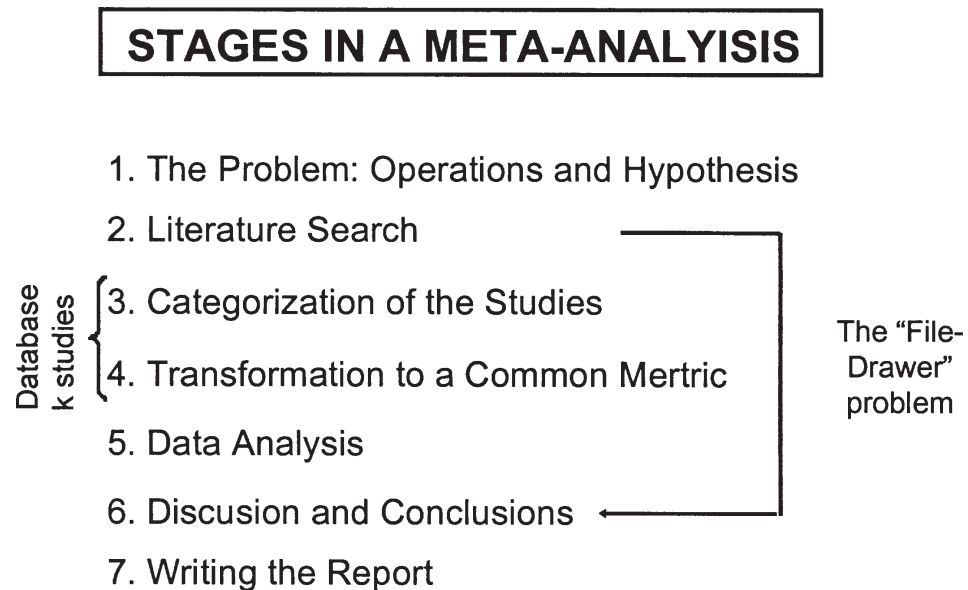 STAGES IN A META-ANALYISIS
1. The Problem: Operations and Hypothesis
2. Literature Search
3. Categorization of the Studies
4. Transformation to a Common Mertric
5. Data Analysis
6. Discusion and Conclusions
7. Writing the Report
Database
k studies
The “File-
Drawer”
problem